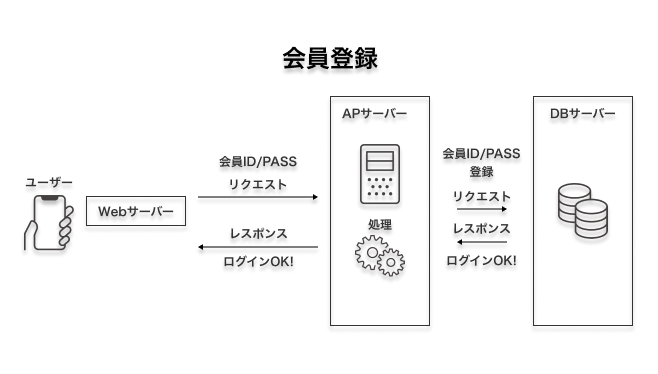 会員登録
ユーザー
Webサーバー
会員ID/PASS
リクエスト
レスポンス
ログインOK!
APサーバー
処理
会員ID/PASS
登録
リクエスト
レスポンス
ログインOK!
DBサーバー